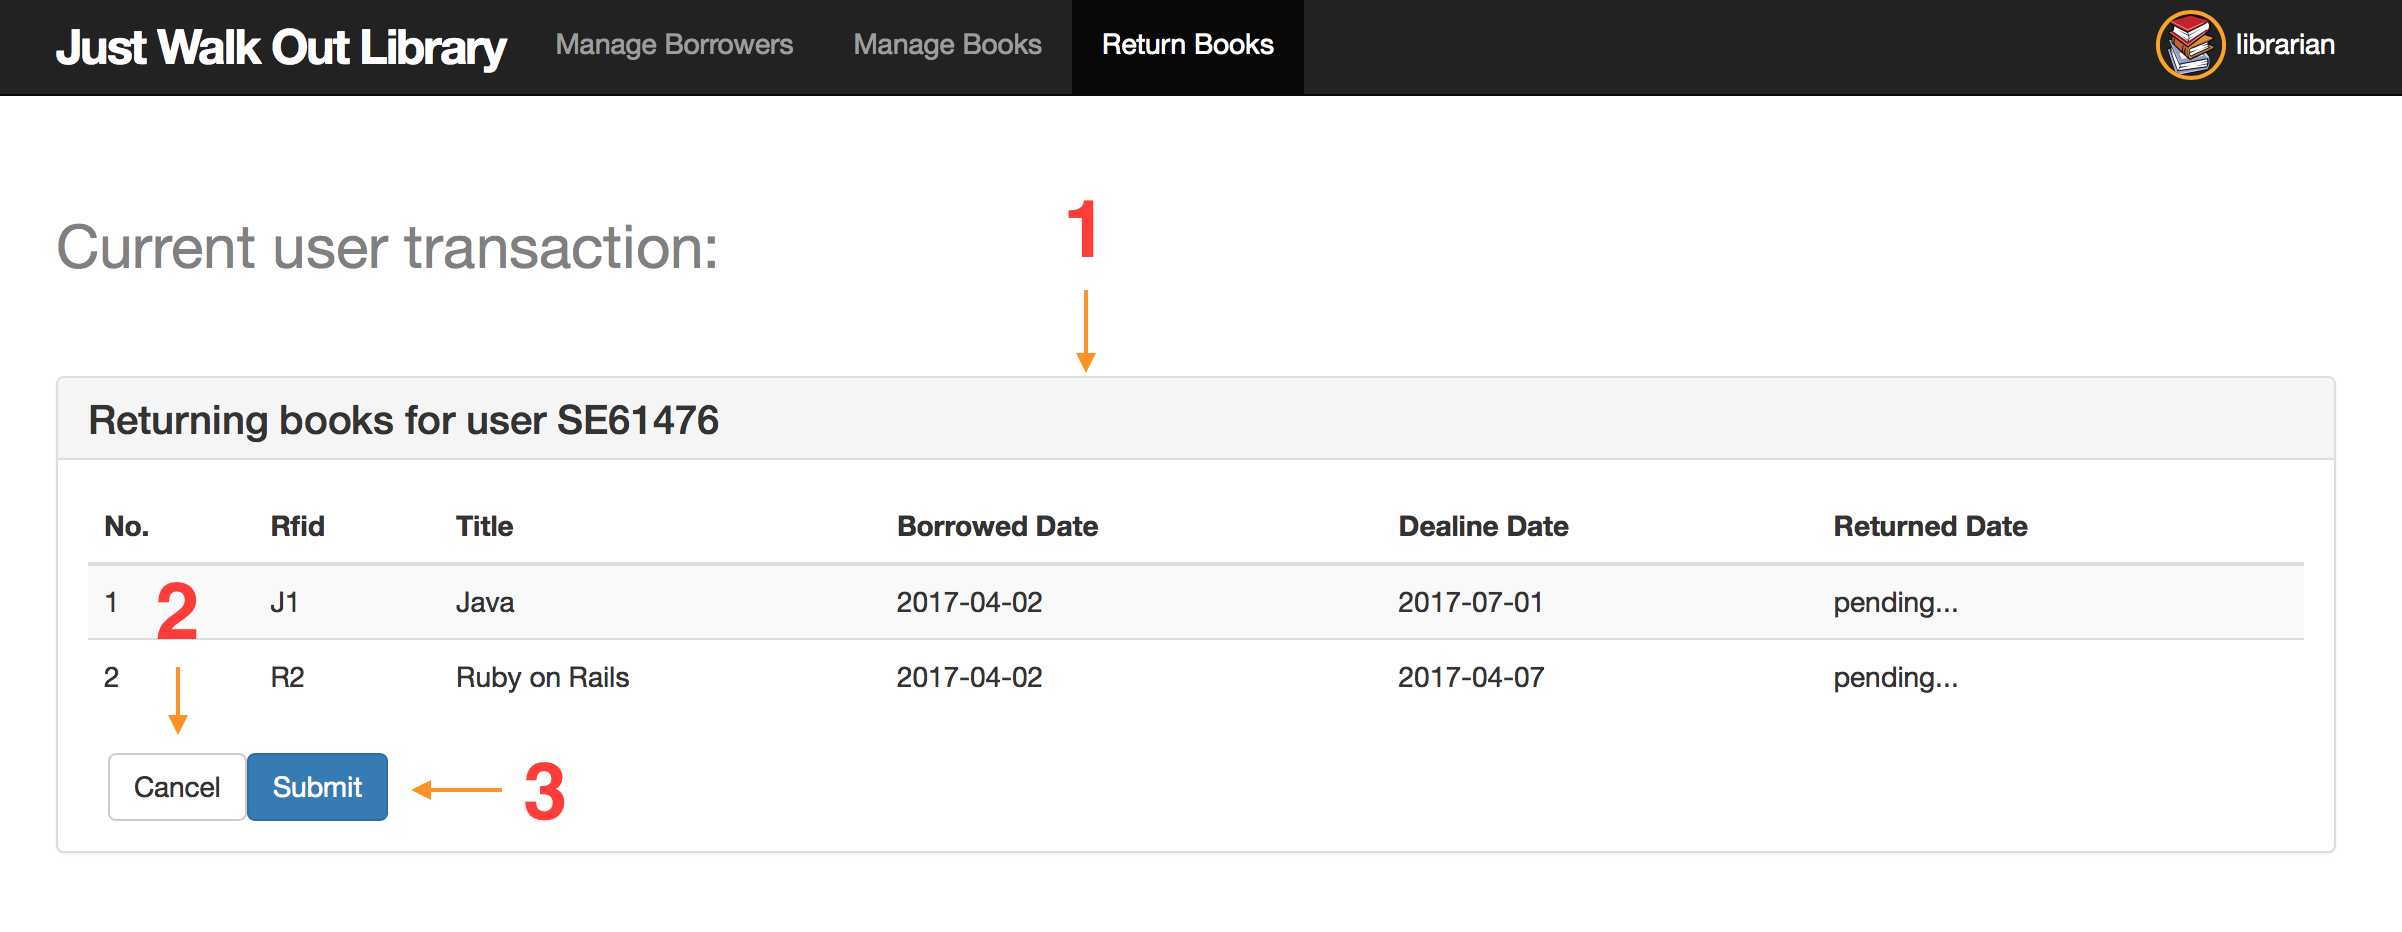 Just Walk Out Library Manage Borrowers Manage Books Return Books librarian
1
Current user transaction:
Returning books for user SE61476
No. Rfid Title Borrowed Date Dealine Date Returned Date
1 J1 Java 2017-04-02 2017-07-01 pending...
2
2 R2 Ruby on Rails 2017-04-02 2017-04-07 pending...
Cancel Submit 3